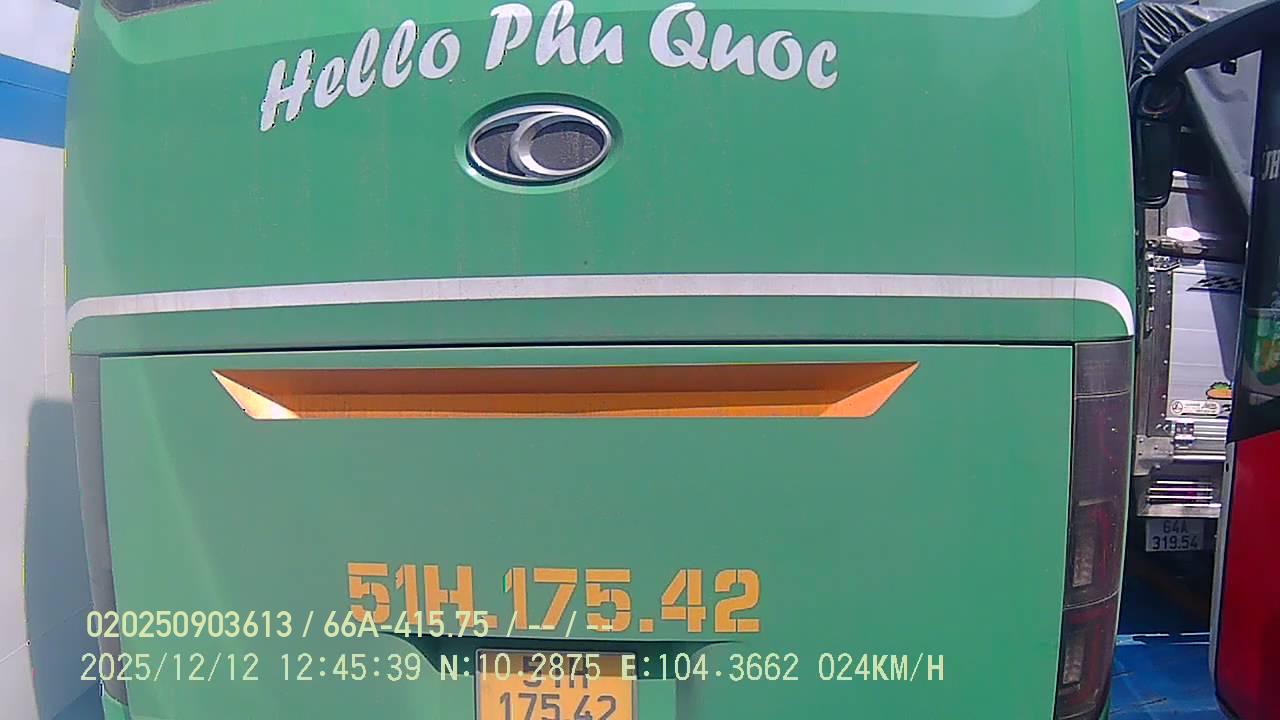 Hello Phu Quoc
64A
319.54
51H.175.42
020250903613 / 66A-415.75 / -- / --
2025/12/12 12:45:39 N:10.2875 E:104.3662 024KM/H
51H
175.42